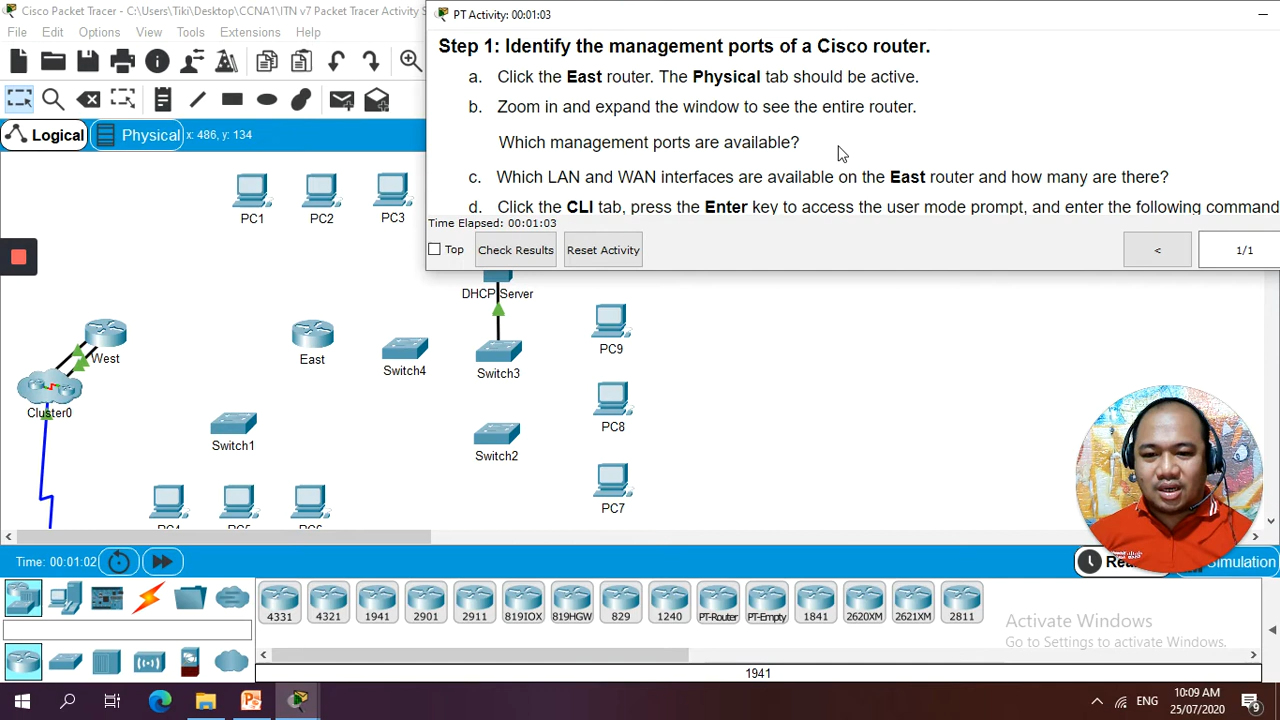 Cisco Packet Tracer - C:\Users\Tiki\Desktop\CCNA1\ITN v7 Packet Tracer Activity S
File Edit Options View Tools Extensions Help
Logical Physical x: 486, y: 134
PT Activity: 00:01:03
Step 1: Identify the management ports of a Cisco router.
a. Click the East router. The Physical tab should be active.
b. Zoom in and expand the window to see the entire router.
Which management ports are available?
c. Which LAN and WAN interfaces are available on the East router and how many are there?
d. Click the CLI tab, press the Enter key to access the user mode prompt, and enter the following command
Time Elapsed: 00:01:03
Top Check Results Reset Activity < 1/1
PC1 PC2 PC3
DHCP Server
West East Switch4 Switch3 PC9
Cluster0 Switch1 Switch2 PC8
PC4 PC5 PC6 PC7
Time: 00:01:02 Simulation
4331 4321 1941 2901 2911 819IOX 819HGW 829 1240 PT-Router PT-Empty 1841 2620XM 2621XM 2811
Activate Windows
Go to Settings to activate Windows.
1941
ENG
10:09 AM
25/07/2020
9